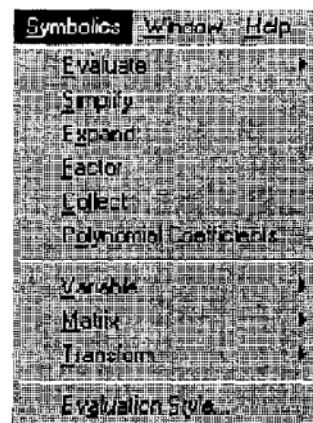 Symbolics Window Help
Evaluate
Simplify
Expand
Factor
Collect
Polynomial Coefficients
Variable
Matrix
Transform
Evaluation Style...